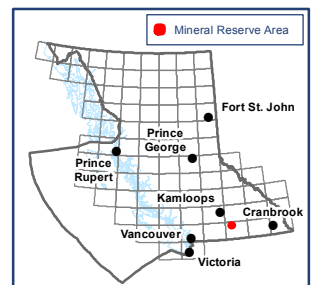 Mineral Reserve Area
Fort St. John
Prince
George
Prince
Rupert
Kamloops
Cranbrook
Vancouver
Victoria